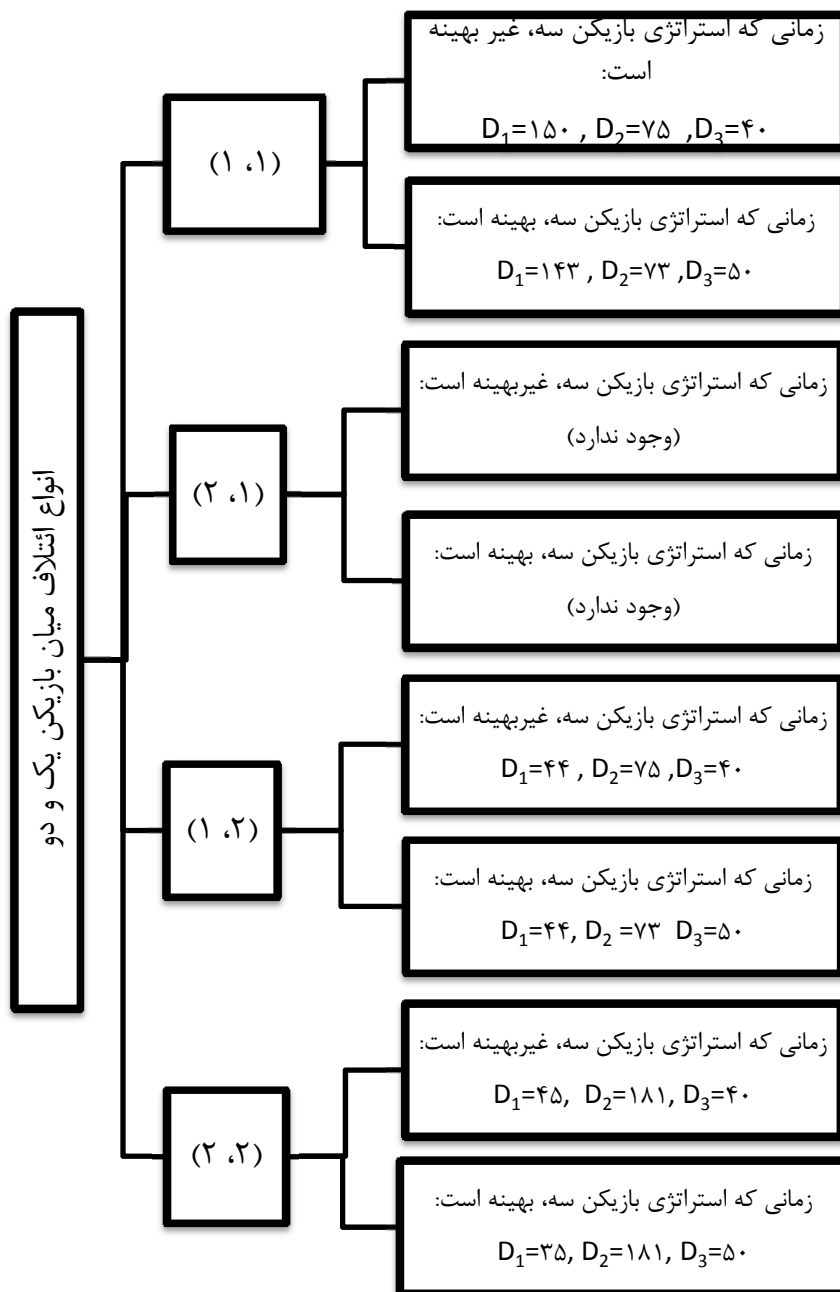 انواع ائتلاف میان بازیکن یک و دو
(۱ ،۱)
زمانی که استراتژی بازیکن سه، غیر بهینه
است:
D₁=۱۵۰ , D₂=۷۵ ,D₃=۴۰
زمانی که استراتژی بازیکن سه، بهینه است:
D₁=۱۴۳ , D₂=۷۳ ,D₃=۵۰
(۲ ،۱)
زمانی که استراتژی بازیکن سه، غیربهینه است:
(وجود ندارد)
زمانی که استراتژی بازیکن سه، بهینه است:
(وجود ندارد)
(۱ ،۲)
زمانی که استراتژی بازیکن سه، غیربهینه است:
D₁=۴۴ , D₂=۷۵ ,D₃=۴۰
زمانی که استراتژی بازیکن سه، بهینه است:
D₁=۴۴, D₂ =۷۳  D₃=۵۰
(۲ ،۲)
زمانی که استراتژی بازیکن سه، غیربهینه است:
D₁=۴۵,  D₂=۱۸۱, D₃=۴۰
زمانی که استراتژی بازیکن سه، بهینه است:
D₁=۳۵, D₂=۱۸۱, D₃=۵۰